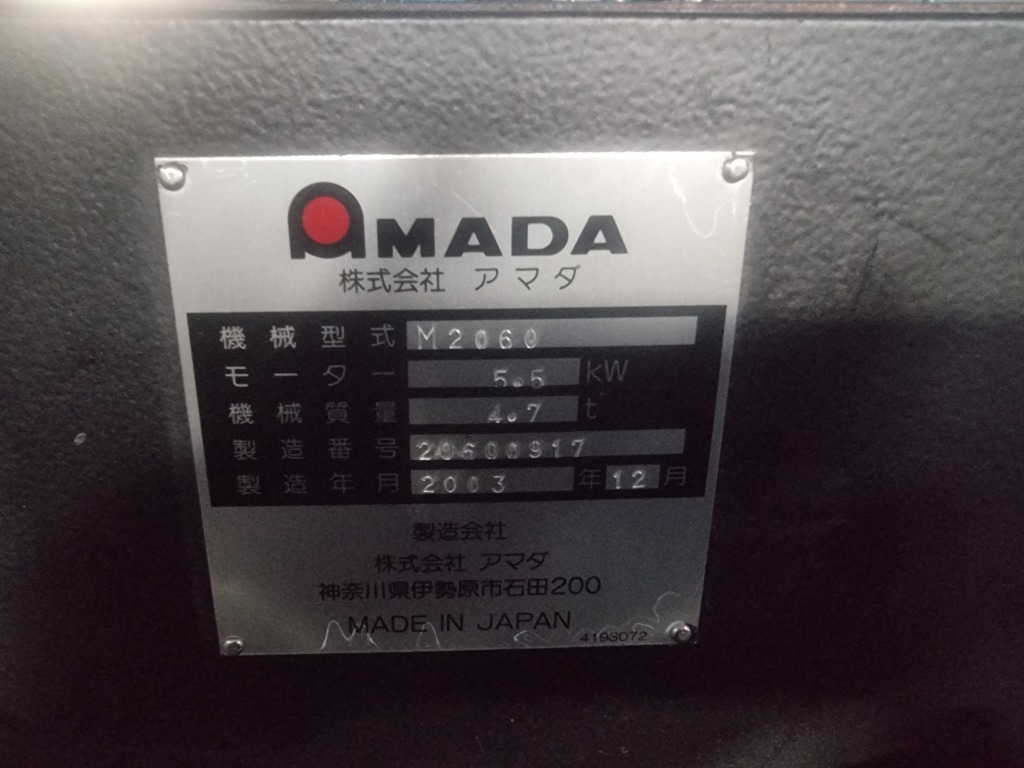 AMADA
株式会社 アマダ
機械型式 M2060
モーター 5.5 kW
機械質量 4.7 t
製造番号 20600917
製造年月 2003 年 12 月
製造会社
株式会社 アマダ
神奈川県伊勢原市石田200
MADE IN JAPAN
4193072